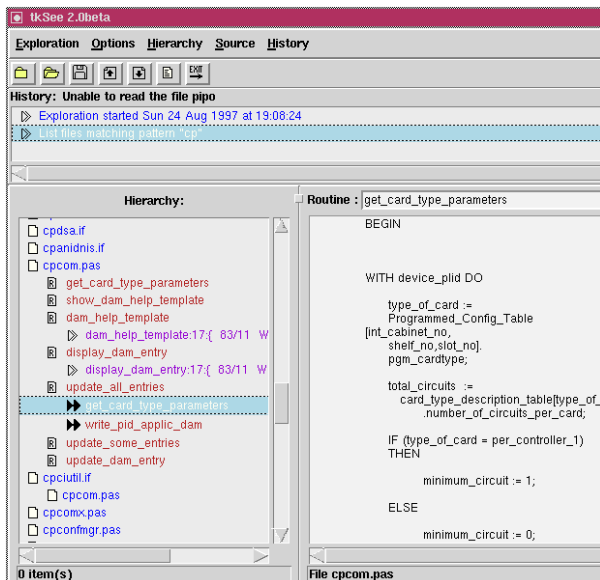 tkSee 2.0beta
Exploration Options Hierarchy Source History
EXIT
History: Unable to read the file pipo
Exploration started Sun 24 Aug 1997 at 19:08:24
List files matching pattern "cp"
Hierarchy:
cpdsa.if
cpanidnis.if
cpcom.pas
R get_card_type_parameters
R show_dam_help_template
R dam_help_template
dam_help_template:17:{ 83/11 W
R display_dam_entry
display_dam_entry:17:{ 83/11 W
R update_all_entries
get_card_type_parameters
write_pid_applic_dam
R update_some_entries
R update_dam_entry
cpciutil.if
cpcom.pas
cpcomx.pas
cpconfmgr.pas
0 item(s)
Routine : get_card_type_parameters
BEGIN
WITH device_plid DO
type_of_card :=
Programmed_Config_Table
[int_cabinet_no,
shelf_no,slot_no].
pgm_cardtype;
total_circuits :=
card_type_description_table[type_of_
.number_of_circuits_per_card;
IF (type_of_card = per_controller_1)
THEN
minimum_circuit := 1;
ELSE
minimum_circuit := 0;
File cpcom.pas